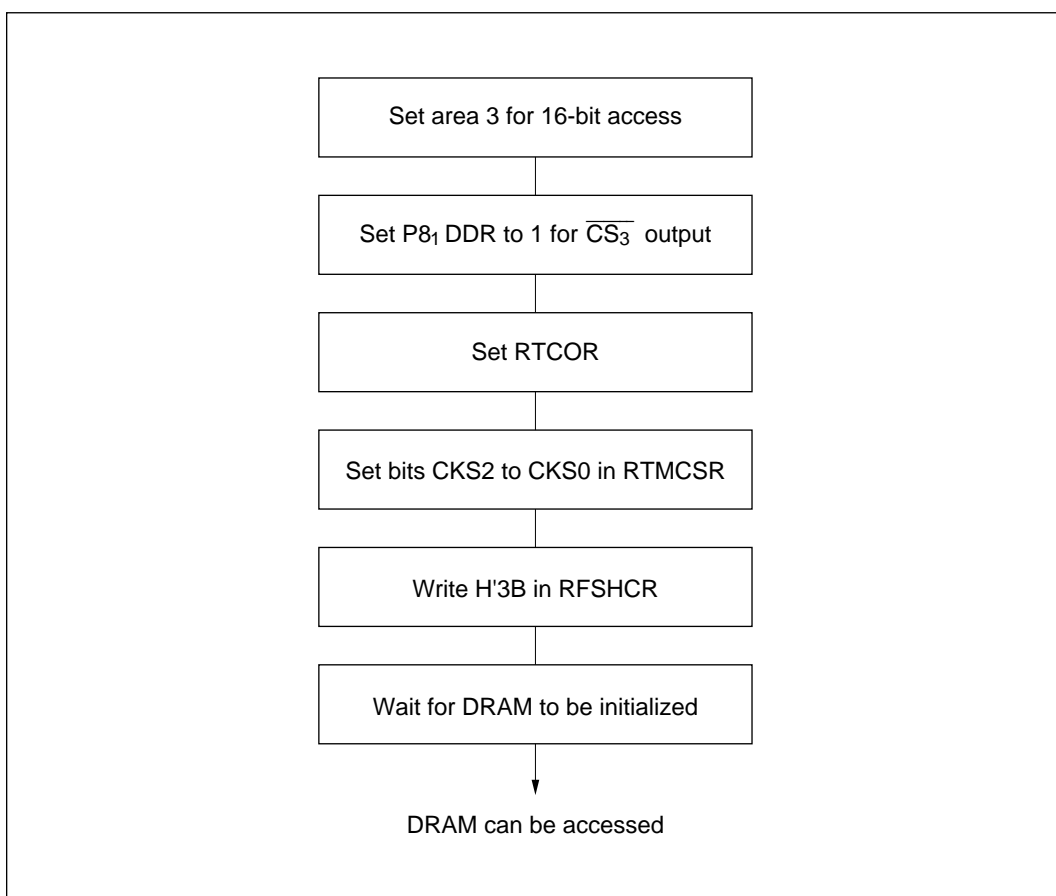 Set area 3 for 16-bit access
Set P8₁ DDR to 1 for C̅S̅₃̅ output
Set RTCOR
Set bits CKS2 to CKS0 in RTMCSR
Write H'3B in RFSHCR
Wait for DRAM to be initialized
DRAM can be accessed